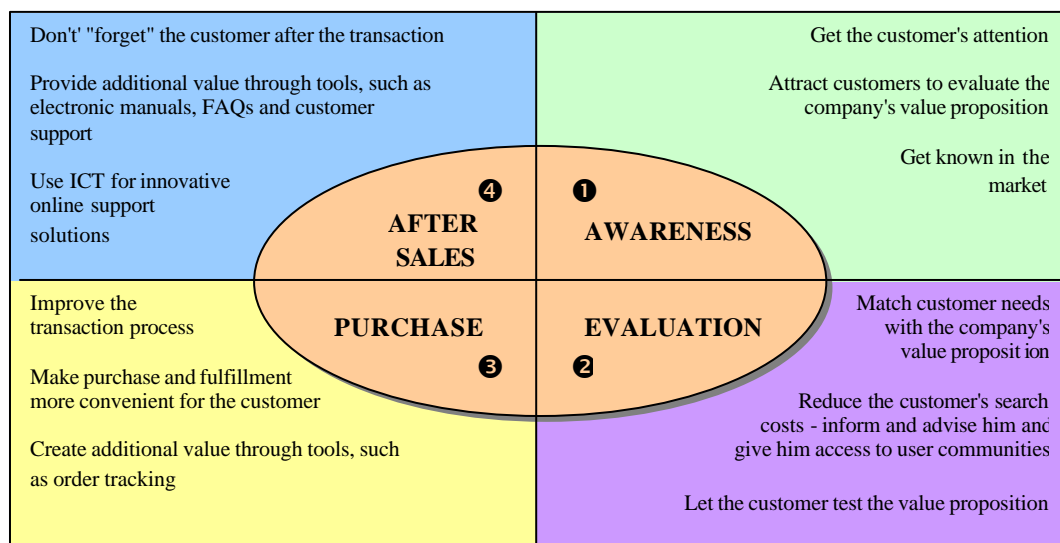 Don't' "forget" the customer after the transaction
Provide additional value through tools, such as
electronic manuals, FAQs and customer
support
Use ICT for innovative
online support
solutions
Get the customer's attention
Attract customers to evaluate the
company's value proposition
Get known in the
market
❹
AFTER
SALES
❶
AWARENESS
PURCHASE
❸
EVALUATION
❷
Improve the
transaction process
Make purchase and fulfillment
more convenient for the customer
Create additional value through tools, such
as order tracking
Match customer needs
with the company's
value proposit ion
Reduce the customer's search
costs - inform and advise him and
give him access to user communities
Let the customer test the value proposition